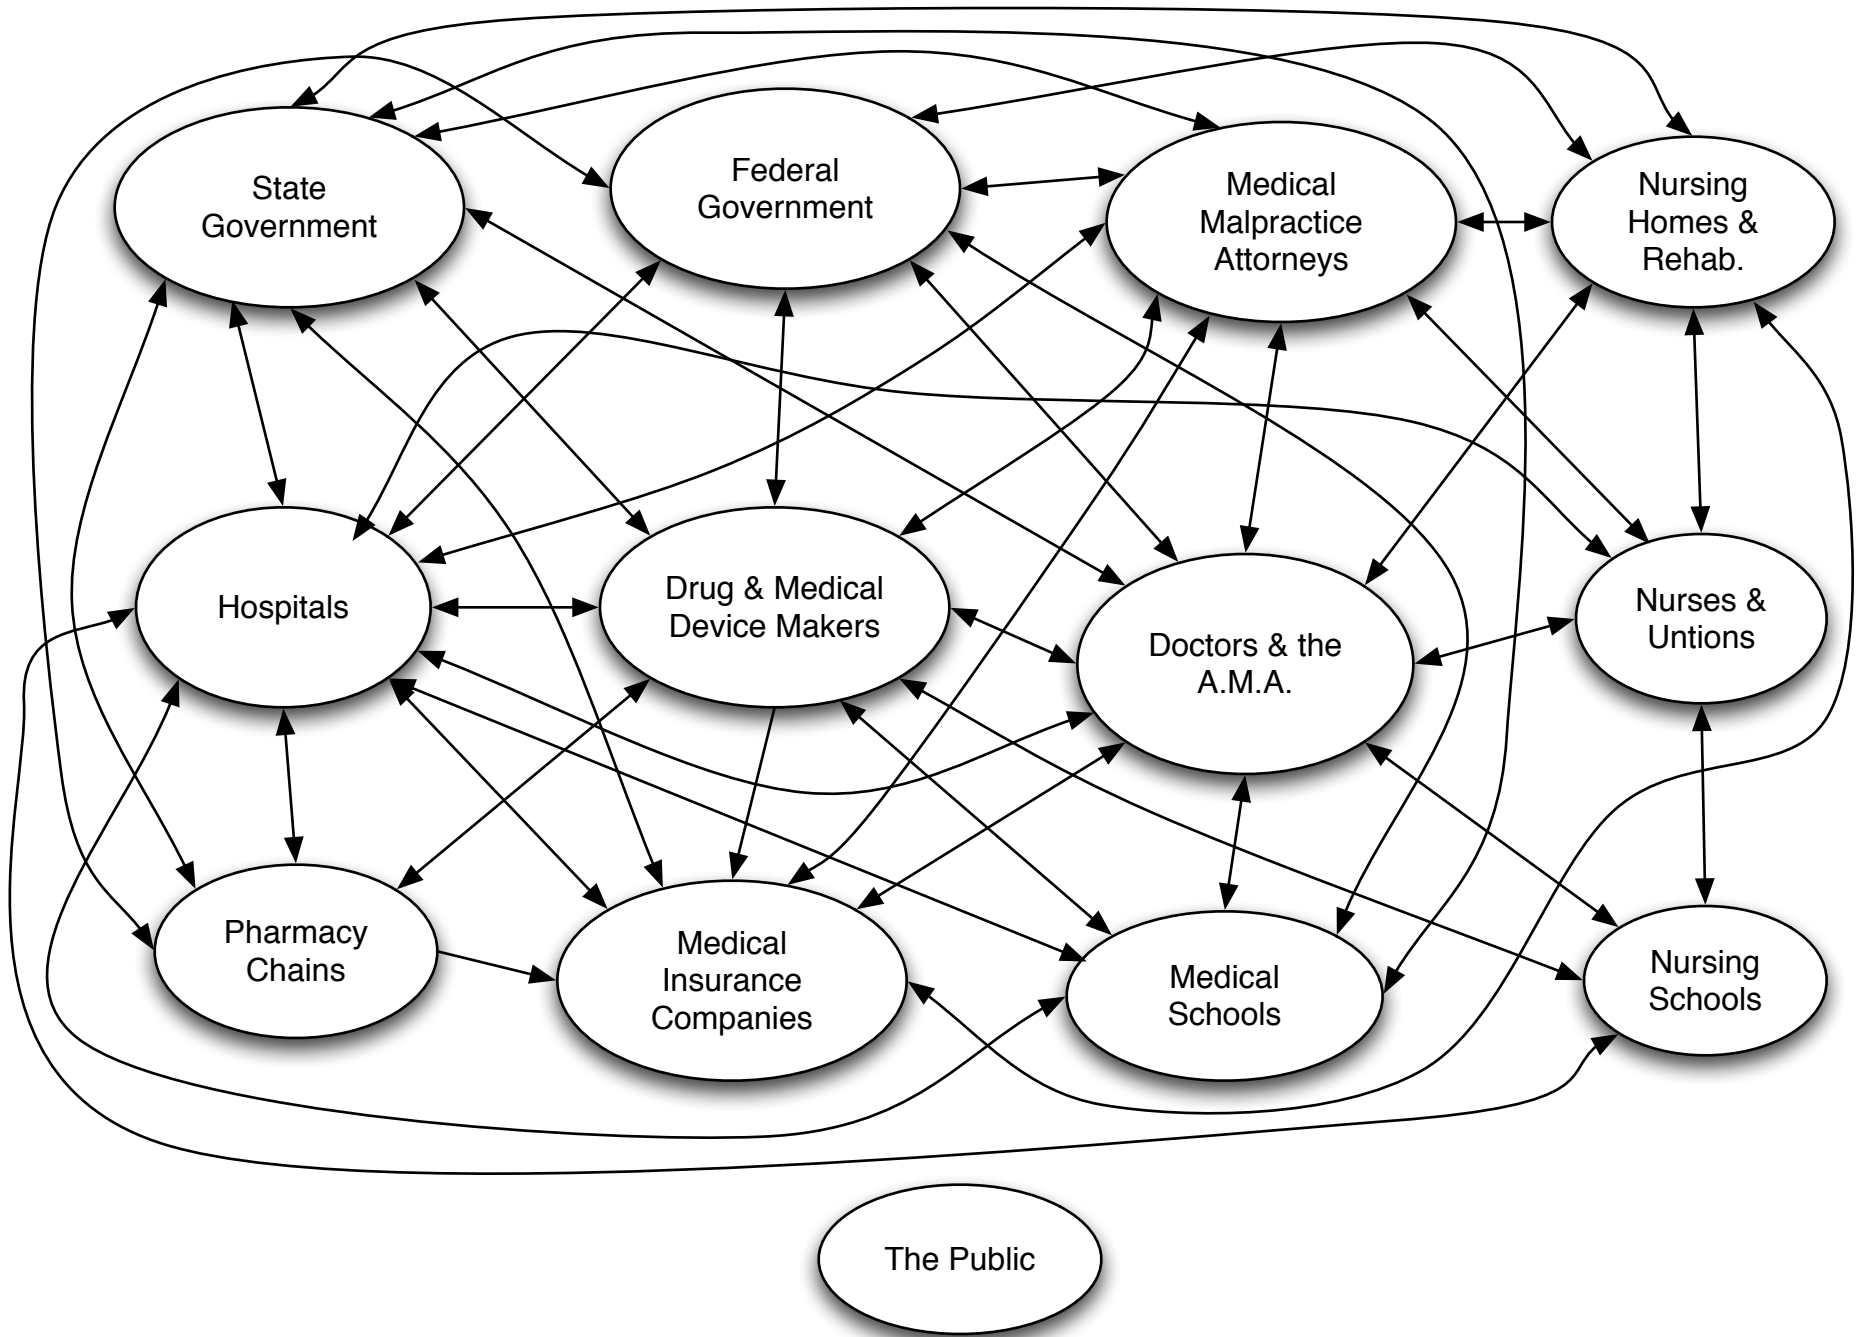 State
Government
Federal
Government
Medical
Malpractice
Attorneys
Nursing
Homes &
Rehab.
Hospitals
Drug & Medical
Device Makers
Doctors & the
A.M.A.
Nurses &
Untions
Pharmacy
Chains
Medical
Insurance
Companies
Medical
Schools
Nursing
Schools
The Public